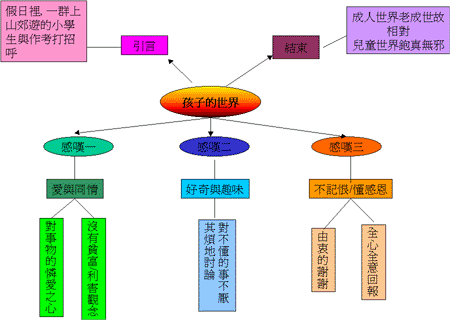 假日裡, 一群上
山郊遊的小學
生與作考打招
呼
引言
結束
成人世界老成世故
相對
兒童世界飽真無邪
孩子的世界
感嘆一
感嘆二
感嘆三
愛與同情
好奇與趣味
不記恨/懂感恩
對事物的憐愛之心
沒有貧富/利害觀念
對不懂的事不厭
其煩地討論
由衷的謝謝
全心全意回報